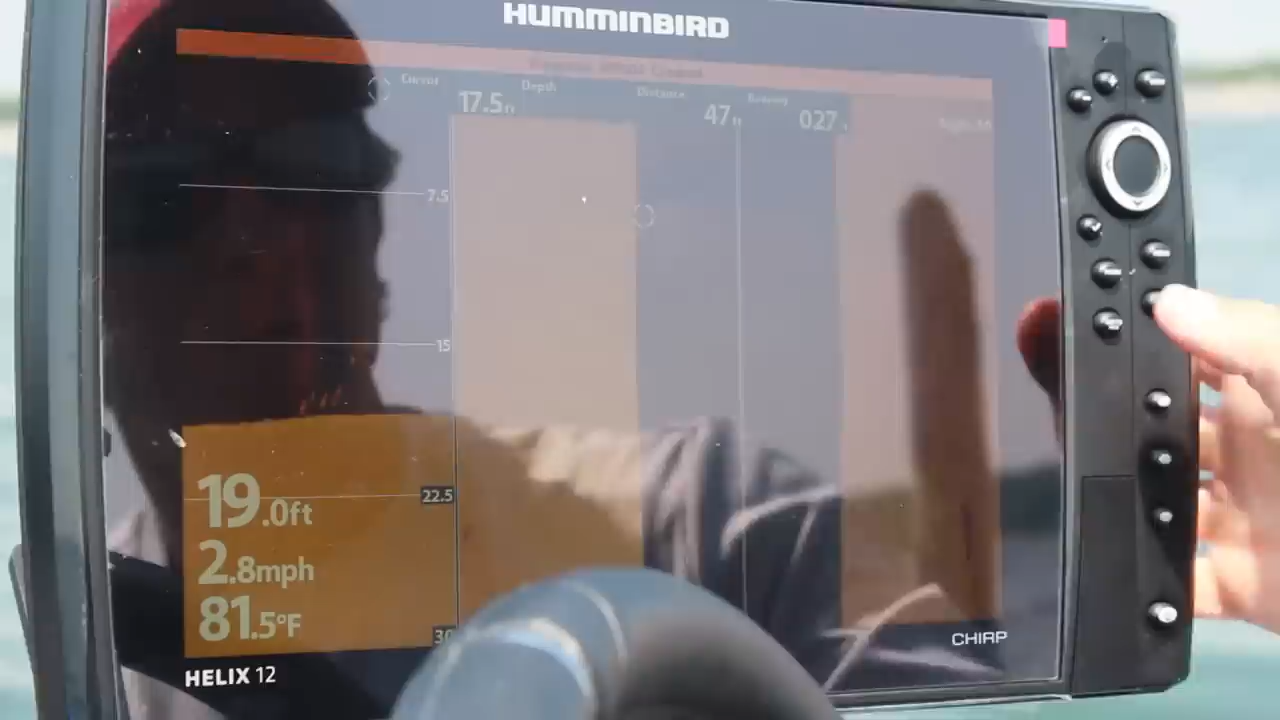 HUMMINBIRD
Cursor Depth Distance Bearing
17.5ft 47ft 027
7.5
15
22.5
19.0ft
2.8mph
81.5°F
30
HELIX 12
CHIRP